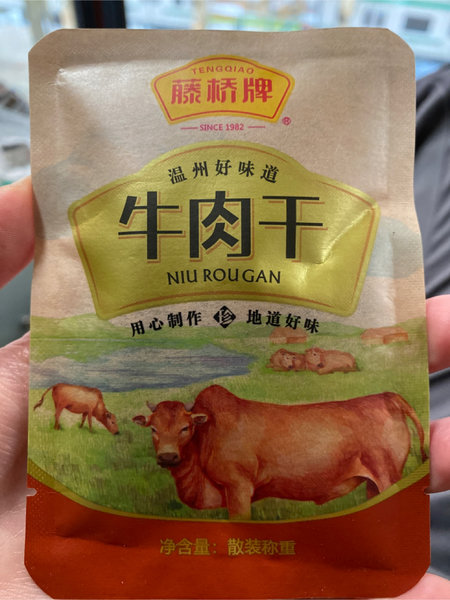 TENGQIAO
藤桥牌
SINCE 1982
®
温州好味道
牛肉干
NIU ROU GAN
用心制作 珍 地道好味
净含量：散装称重